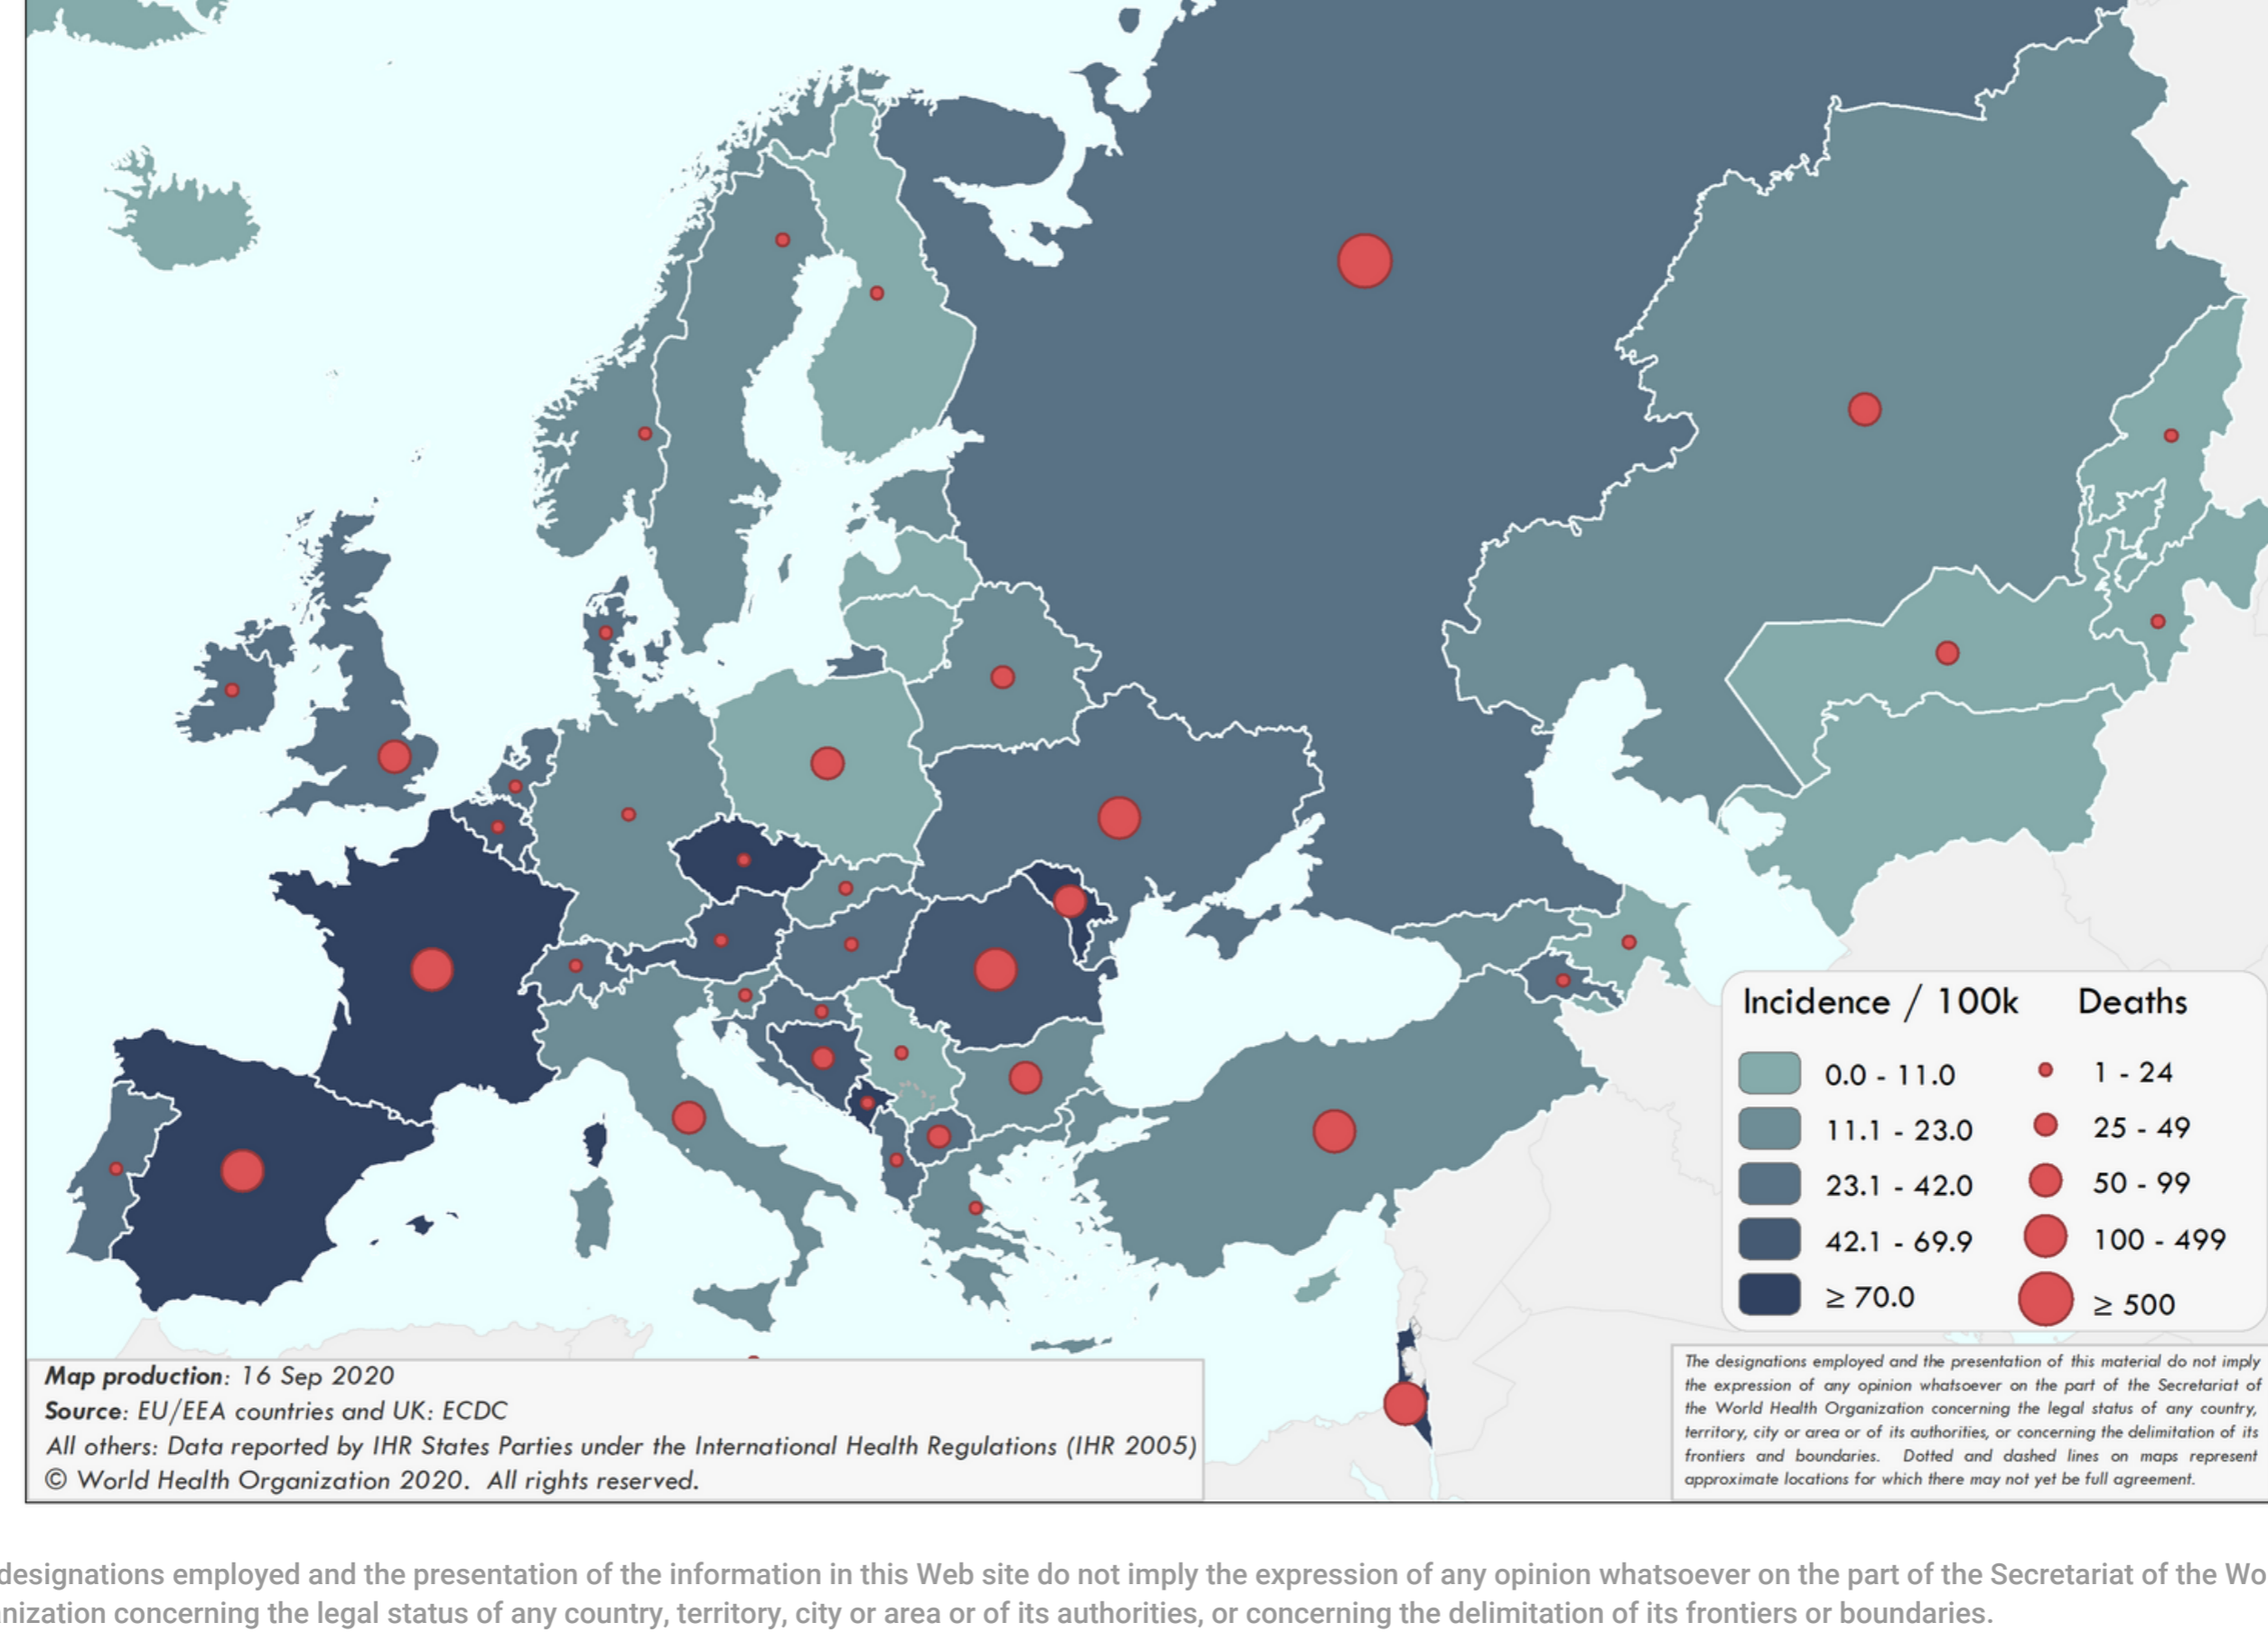 Incidence / 100k Deaths
0.0 - 11.0 1 - 24
11.1 - 23.0 25 - 49
23.1 - 42.0 50 - 99
42.1 - 69.9 100 - 499
≥ 70.0 ≥ 500
Map production: 16 Sep 2020
Source: EU/EEA countries and UK: ECDC
All others: Data reported by IHR States Parties under the International Health Regulations (IHR 2005)
© World Health Organization 2020. All rights reserved.
The designations employed and the presentation of this material do not imply
the expression of any opinion whatsoever on the part of the Secretariat of
the World Health Organization concerning the legal status of any country,
territory, city or area or of its authorities, or concerning the delimitation of its
frontiers and boundaries. Dotted and dashed lines on maps represent
approximate locations for which there may not yet be full agreement.
designations employed and the presentation of the information in this Web site do not imply the expression of any opinion whatsoever on the part of the Secretariat of the Wo
nization concerning the legal status of any country, territory, city or area or of its authorities, or concerning the delimitation of its frontiers or boundaries.